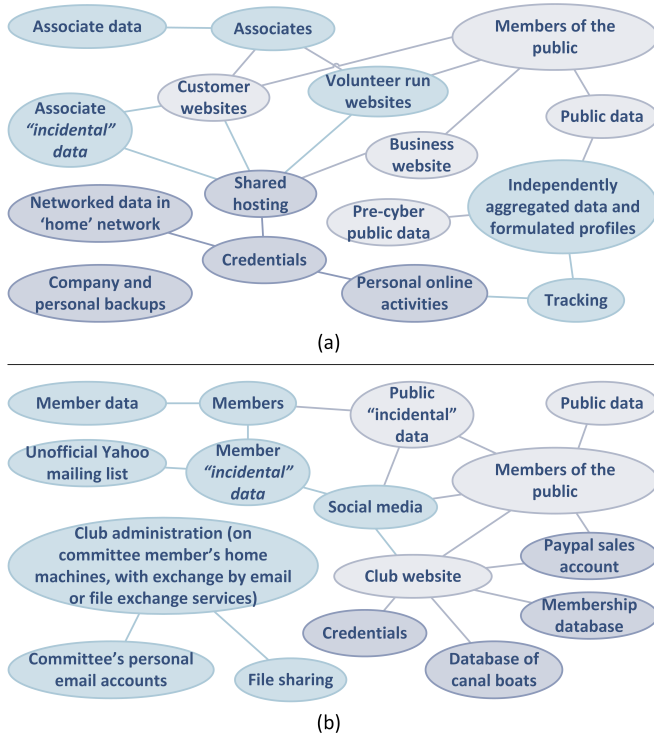 Associate data
Associates
Members of the
public
Customer
websites
Volunteer run
websites
Associate
“incidental”
data
Public data
Business
website
Shared
hosting
Independently
aggregated data and
formulated profiles
Networked data in
‘home’ network
Pre-cyber
public data
Credentials
Company and
personal backups
Personal online
activities
Tracking
(a)
Member data
Members
Public
“incidental”
data
Public data
Unofficial Yahoo
mailing list
Member
“incidental”
data
Members of the
public
Social media
Club administration (on
committee member’s home
machines, with exchange by email
or file exchange services)
Paypal sales
account
Club website
Membership
database
Credentials
Committee’s personal
email accounts
File sharing
Database of
canal boats
(b)